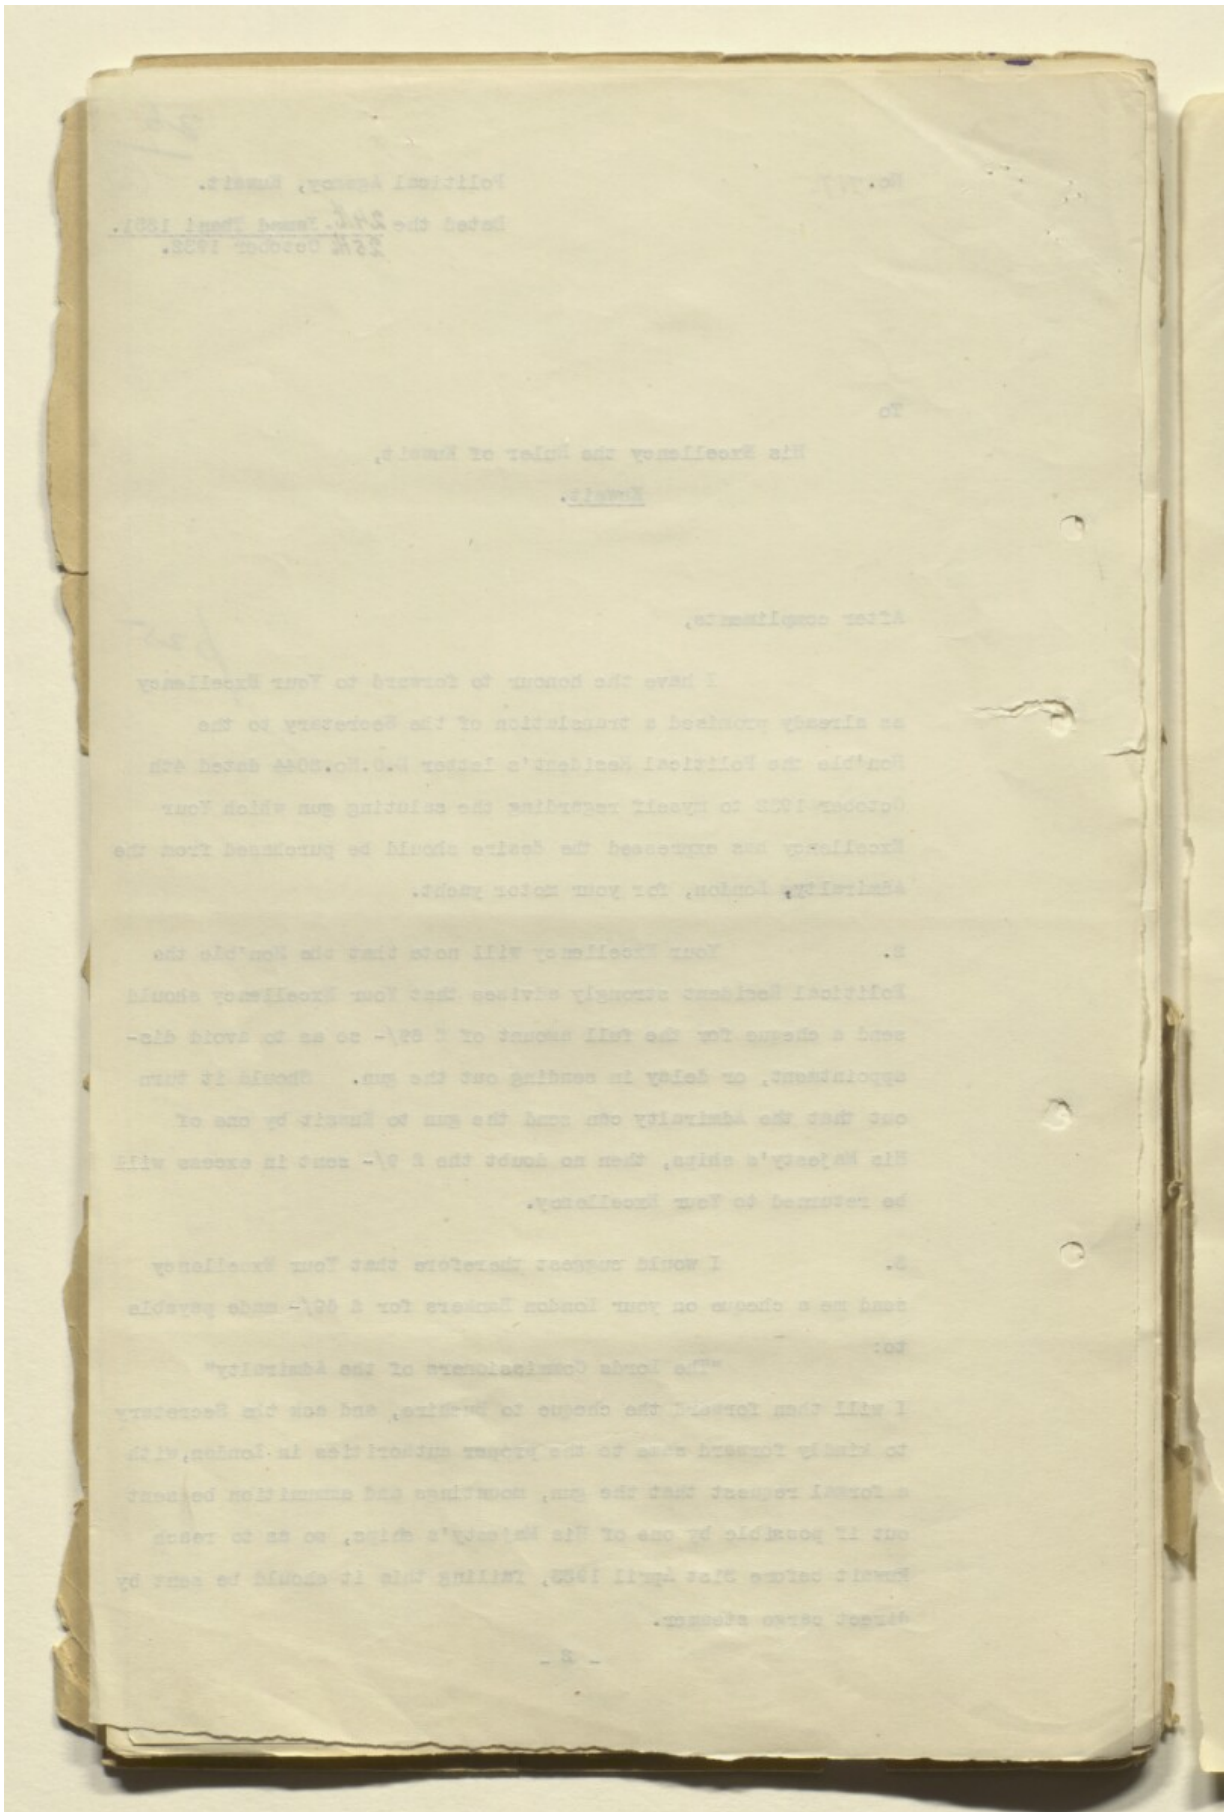 No.
Political Agency, Kuwait.
Dated the 24th Jamad Thani 1351.
25th October 1932.
To
His Excellency the Ruler of Kuwait,
Kuwait.
After compliments,
I have the honour to forward to Your Excellency
as already promised a translation of the Secretary to the
Hon'ble the Political Resident's letter D.O.No. dated 4th
October 1932 to myself regarding the saluting gun which Your
Excellency has expressed the desire should be purchased from the
Admiralty, London, for your motor yacht.
2. Your Excellency will note that the Hon'ble the
Political Resident strongly advises that Your Excellency should
send a cheque for the full amount of £ 69/- so as to avoid dis-
appointment, or delay in sending out the gun. Should it turn
out that the Admiralty can send the gun to Kuwait by one of
His Majesty's ships, then no doubt the £ 9/- sent in excess will
be returned to Your Excellency.
3. I would suggest therefore that Your Excellency
send me a cheque on your London Bankers for £ 69/- made payable
to:
"The Lords Commissioners of the Admiralty"
I will then forward the cheque to Bushire, and ask the Secretary
to kindly forward same to the proper authorities in London, with
a formal request that the gun, mountings and ammunition be sent
out if possible by one of His Majesty's ships, so as to reach
Kuwait before 31st April 1933, failing this it should be sent by
direct cargo steamer.
- 2 -